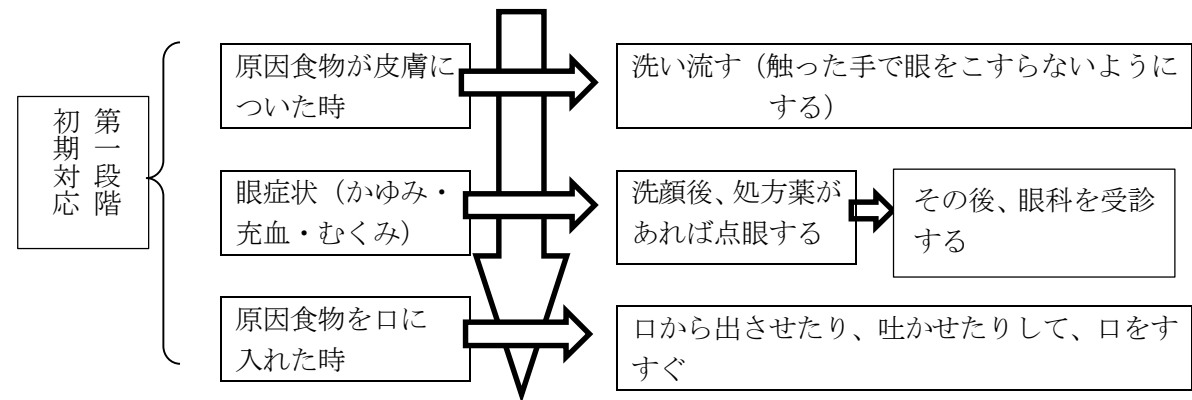 第一段階
初期対応
原因食物が皮膚に
ついた時
洗い流す（触った手で眼をこすらないように
する）
眼症状（かゆみ・
充血・むくみ）
洗顔後、処方薬が
あれば点眼する
その後、眼科を受診
する
原因食物を口に
入れた時
口から出させたり、吐かせたりして、口をす
すぐ